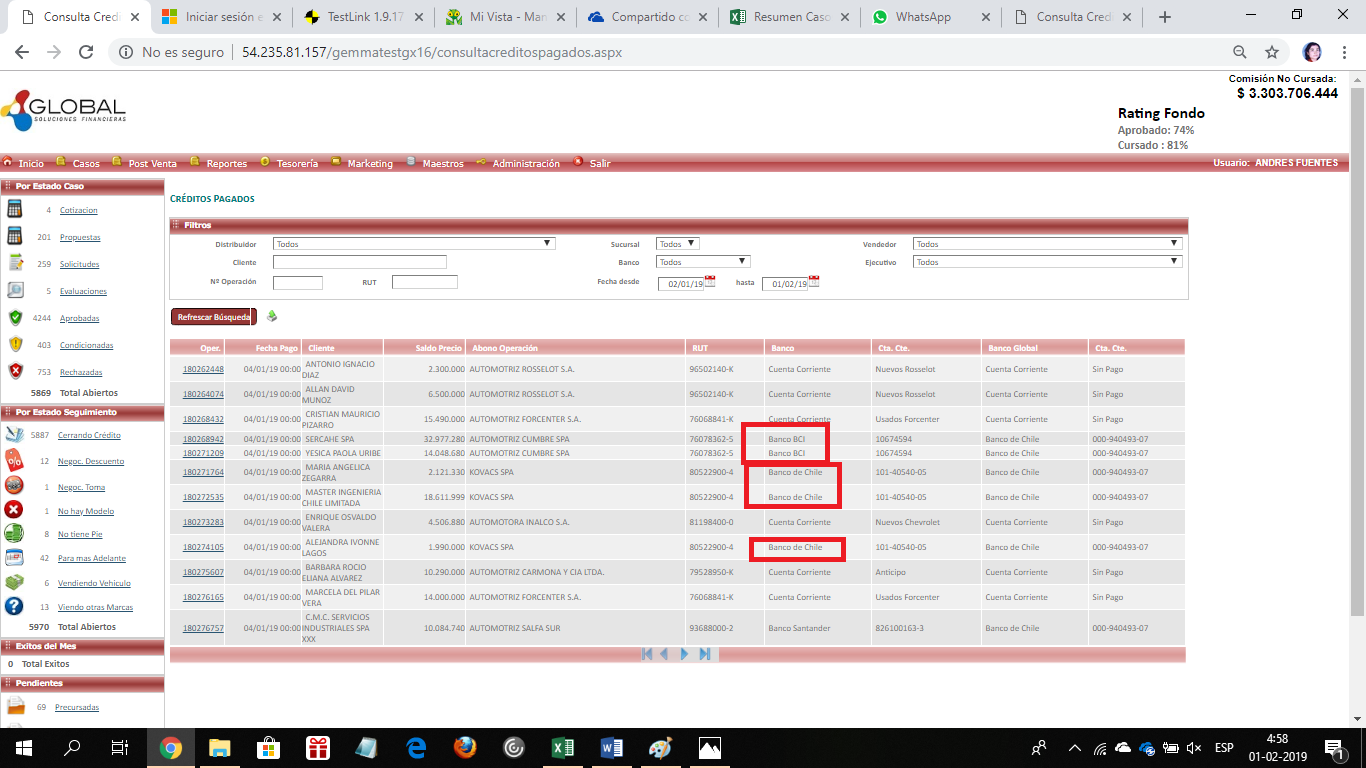 Consulta Cred
Iniciar sesión e
TestLink 1.9.17
Mi Vista - Man
Compartido co
Resumen Caso
WhatsApp
Consulta Cred
No es seguro 54.235.81.157/gemmatestgx16/consultacreditospagados.aspx
Comisión No Cursada:
$ 3.303.706.444
GLOBAL
SOLUCIONES FINANCIERAS
Rating Fondo
Aprobado: 74%
Cursado : 81%
Inicio Casos Post Venta Reportes Tesorería Marketing Maestros Administración Salir Usuario: ANDRES FUENTES
Por Estado Caso
4 Cotizacion
201 Propuestas
259 Solicitudes
5 Evaluaciones
4244 Aprobadas
403 Condicionadas
753 Rechazadas
5869 Total Abiertos
Por Estado Seguimiento
5887 Cerrando Crédito
12 Negoc. Descuento
1 Negoc. Toma
1 No hay Modelo
8 No tiene Pie
42 Para mas Adelante
6 Vendiendo Vehículo
13 Viendo otras Marcas
5970 Total Abiertos
Exitos del Mes
0 Total Exitos
Pendientes
69 Precursadas
CRÉDITOS PAGADOS
Filtros
Distribuidor Todos Sucursal Todos Vendedor Todos
Cliente Banco Todos Ejecutivo Todos
Nº Operación RUT Fecha desde 02/01/19 hasta 01/02/19
Refrescar Búsqueda
Oper. Fecha Pago Cliente Saldo Precio Abono Operación RUT Banco Cta. Cte. Banco Global Cta. Cte.
180262448 04/01/19 00:00 ANTONIO IGNACIO DIAZ 2.300.000 AUTOMOTRIZ ROSSELOT S.A. 96502140-K Cuenta Corriente Nuevos Rosselot Cuenta Corriente Sin Pago
180264074 04/01/19 00:00 ALLAN DAVID MUNOZ 6.500.000 AUTOMOTRIZ ROSSELOT S.A. 96502140-K Cuenta Corriente Nuevos Rosselot Cuenta Corriente Sin Pago
180268432 04/01/19 00:00 CRISTIAN MAURICIO PIZARRO 15.490.000 AUTOMOTRIZ FORCENTER S.A. 76068841-K Cuenta Corriente Usados Forcenter Cuenta Corriente Sin Pago
180268942 04/01/19 00:00 SERCAHE SPA 32.977.280 AUTOMOTRIZ CUMBRE SPA 76078362-5 Banco BCI 10674594 Banco de Chile 000-940493-07
180271209 04/01/19 00:00 YESICA PAOLA URIBE 14.048.680 AUTOMOTRIZ CUMBRE SPA 76078362-5 Banco BCI 10674594 Banco de Chile 000-940493-07
180271764 04/01/19 00:00 MARIA ANGELICA ZEGARRA 2.121.330 KOVACS SPA 80522900-4 Banco de Chile 101-40540-05 Banco de Chile 000-940493-07
180272535 04/01/19 00:00 MASTER INGENIERIA CHILE LIMITADA 18.611.999 KOVACS SPA 80522900-4 Banco de Chile 101-40540-05 Banco de Chile 000-940493-07
180273283 04/01/19 00:00 ENRIQUE OSVALDO VALERA 4.506.880 AUTOMOTORA INALCO S.A. 81198400-0 Cuenta Corriente Nuevos Chevrolet Cuenta Corriente Sin Pago
180274105 04/01/19 00:00 ALEJANDRA IVONNE LAGOS 1.990.000 KOVACS SPA 80522900-4 Banco de Chile 101-40540-05 Banco de Chile 000-940493-07
180275607 04/01/19 00:00 BARBARA ROCIO ELIANA ALVAREZ 10.290.000 AUTOMOTRIZ CARMONA Y CIA LTDA. 79528950-K Cuenta Corriente Anticipo Cuenta Corriente Sin Pago
180276165 04/01/19 00:00 MARCELA DEL PILAR VERA 14.000.000 AUTOMOTRIZ FORCENTER S.A. 76068841-K Cuenta Corriente Usados Forcenter Cuenta Corriente Sin Pago
180276757 04/01/19 00:00 C.M.C. SERVICIOS INDUSTRIALES SPA XXX 10.084.740 AUTOMOTRIZ SALFA SUR 93688000-2 Banco Santander 826100163-3 Banco de Chile 000-940493-07
ESP
4:58
01-02-2019
1